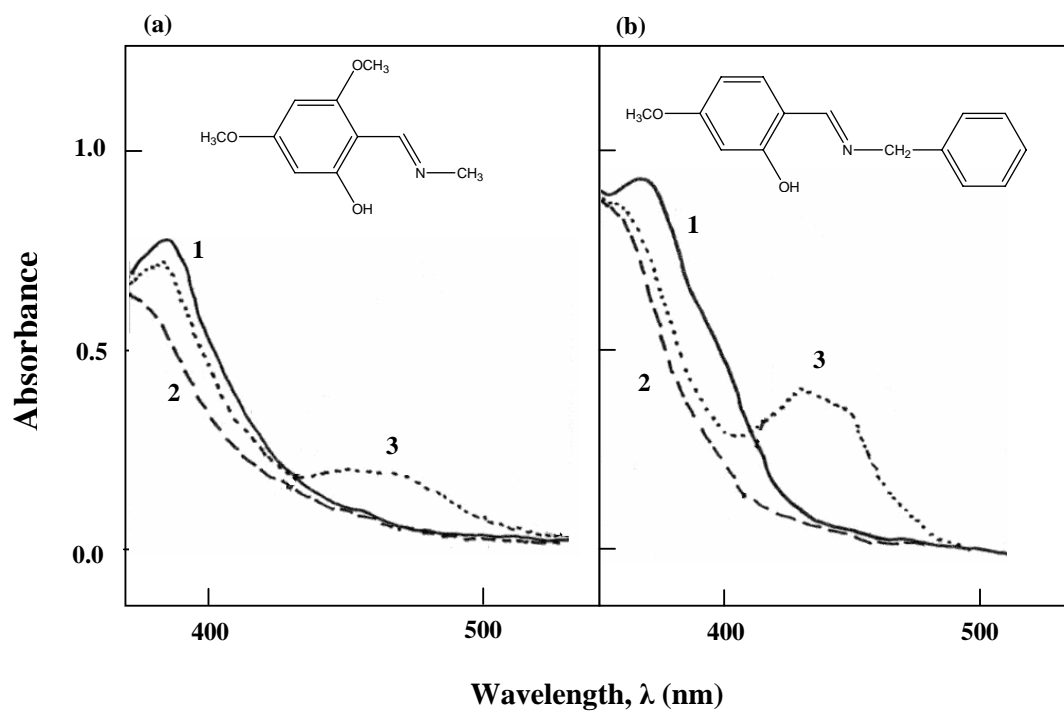 (a)
(b)
OCH3
H3CO
N
CH3
OH
H3CO
N
CH2
OH
1.0
0.5
0.0
Absorbance
1
2
3
1
2
3
400
500
400
500
Wavelength, λ (nm)